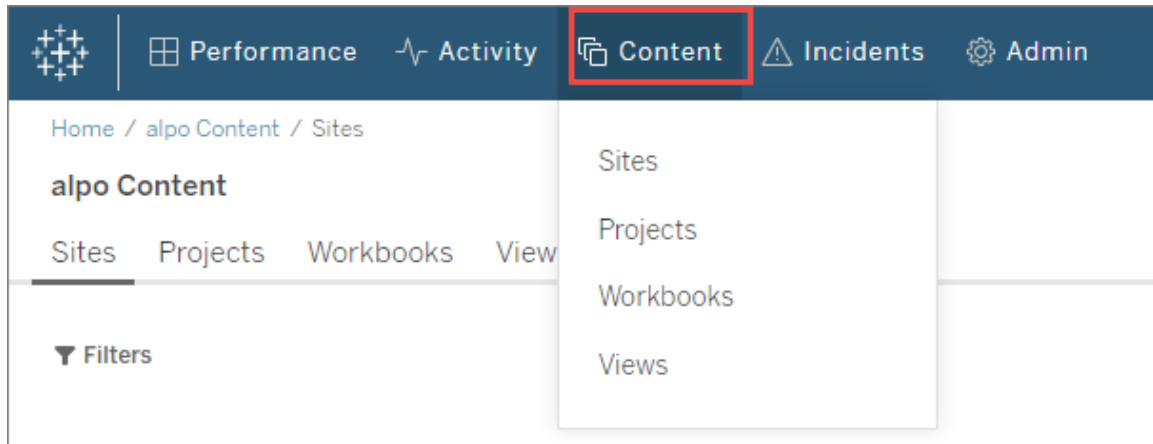 Performance Activity Content Incidents Admin
Home / alpo Content / Sites
alpo Content
Sites Projects Workbooks View
Filters
Sites
Projects
Workbooks
Views